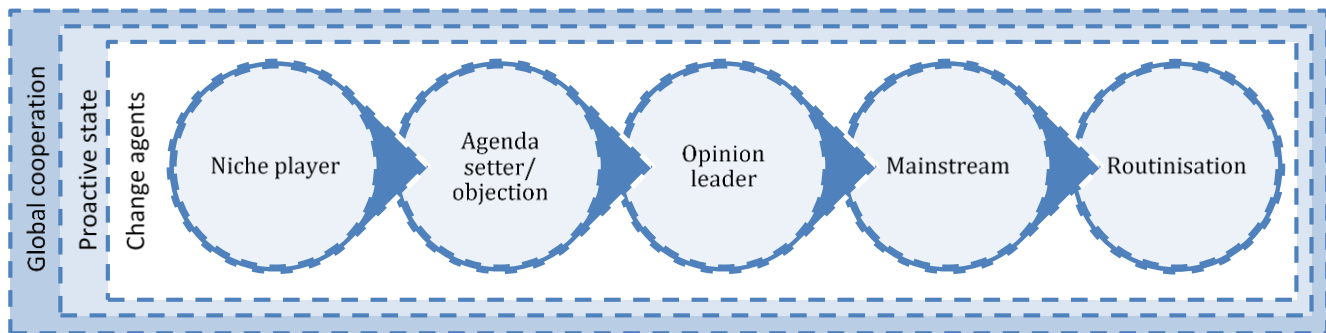 Global cooperation
Proactive state
Change agents
Niche player
Agenda
setter/
objection
Opinion
leader
Mainstream
Routinisation